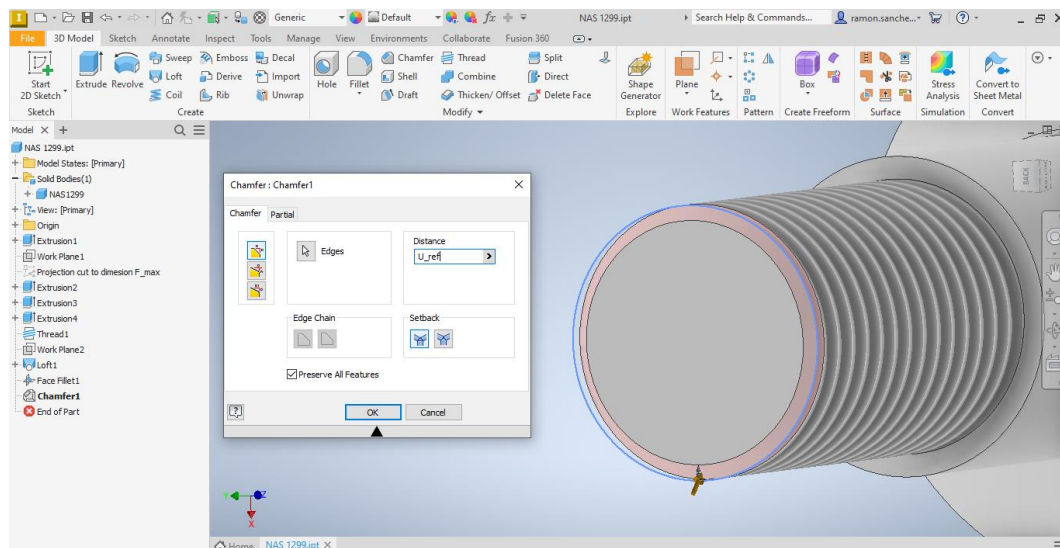 Generic
Default
fx
NAS 1299.ipt
Search Help & Commands...
ramon.sanche...
File 3D Model Sketch Annotate Inspect Tools Manage View Environments Collaborate Fusion 360
Start
2D Sketch
Extrude Revolve
Sweep Emboss Decal
Loft Derive Import
Coil Rib Unwrap
Hole Fillet
Chamfer Thread Split
Shell Combine Direct
Draft Thicken/ Offset Delete Face
Shape
Generator
Plane
Box
Stress
Analysis
Convert to
Sheet Metal
Sketch Create Modify Explore Work Features Pattern Create Freeform Surface Simulation Convert
Model
NAS 1299.ipt
Model States: [Primary]
Solid Bodies(1)
NAS1299
View: [Primary]
Origin
Extrusion1
Work Plane1
Projection cut to dimesion F_max
Extrusion2
Extrusion3
Extrusion4
Thread1
Work Plane2
Loft1
Face Fillet1
Chamfer1
End of Part
Chamfer : Chamfer1
Chamfer Partial
Edges
Distance
U_ref
Edge Chain
Setback
Preserve All Features
OK Cancel
BACK
Y Z
X
Home NAS 1299.ipt